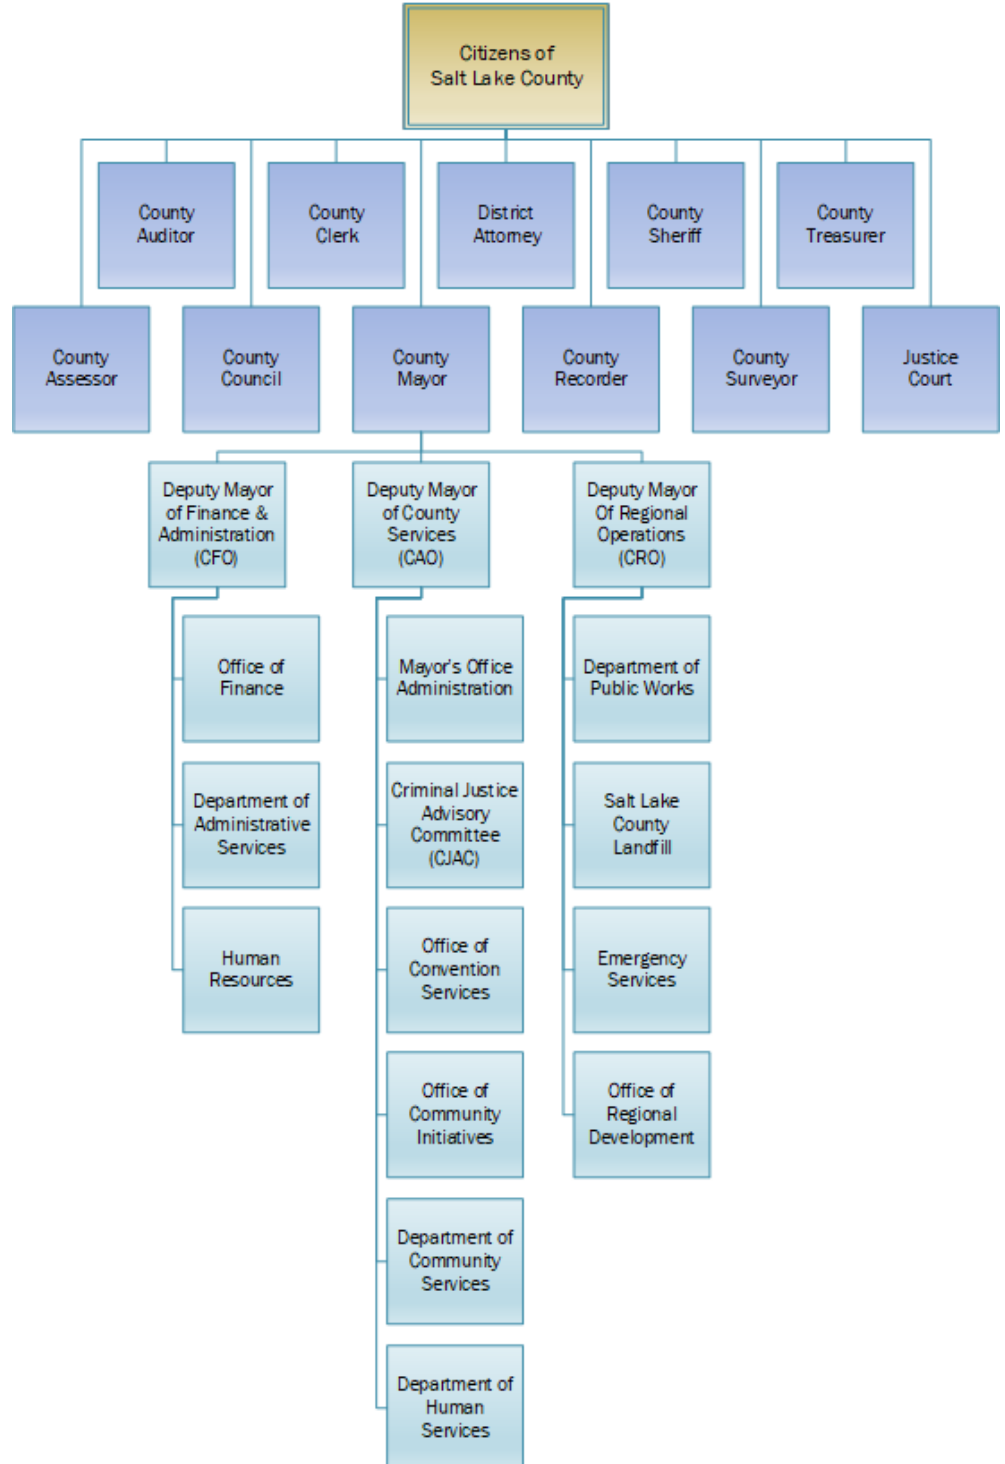 Citizens of
Salt Lake County
County
Auditor
County
Clerk
District
Attorney
County
Sheriff
County
Treasurer
County
Assessor
County
Council
County
Mayor
County
Recorder
County
Surveyor
Justice
Court
Deputy Mayor
of Finance &
Administration
(CFO)
Deputy Mayor
of County
Services
(CAO)
Deputy Mayor
Of Regional
Operations
(CRO)
Office of
Finance
Mayor's Office
Administration
Department of
Public Works
Department of
Administrative
Services
Criminal Justice
Advisory
Committee
(CJAC)
Salt Lake
County
Landfill
Human
Resources
Office of
Convention
Services
Emergency
Services
Office of
Community
Initiatives
Office of
Regional
Development
Department of
Community
Services
Department of
Human
Services